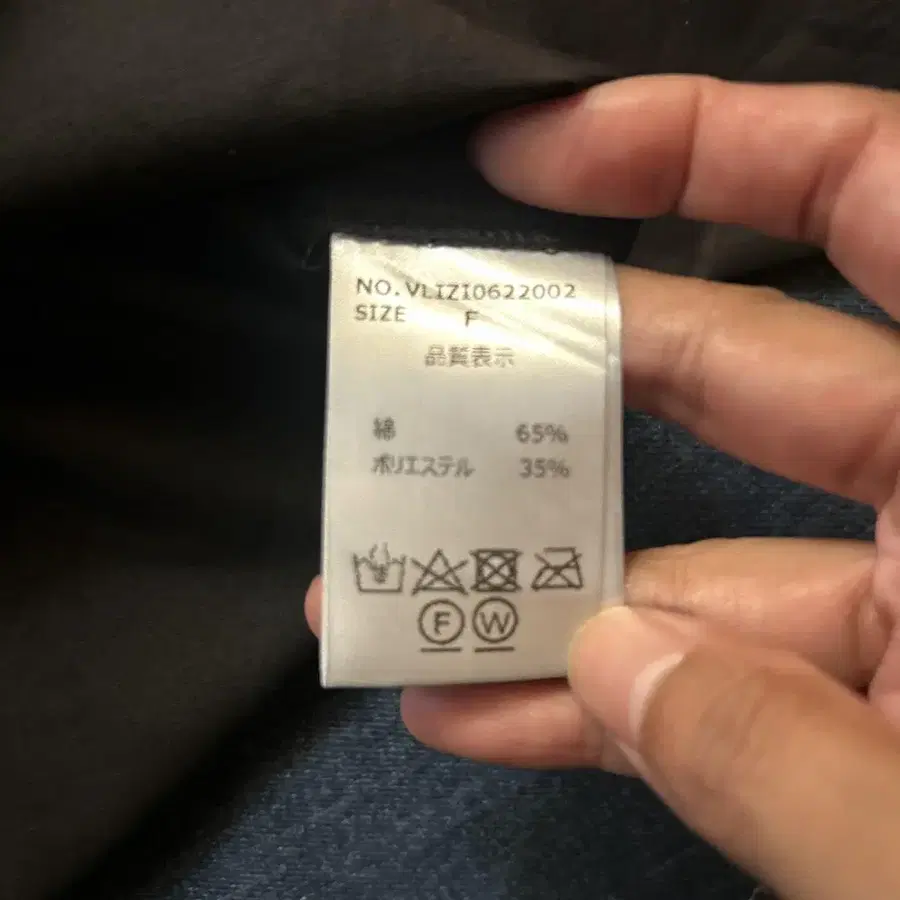 NO.VLIZI0622002
SIZE F
品質表示
綿 65%
ポリエステル 35%
F W